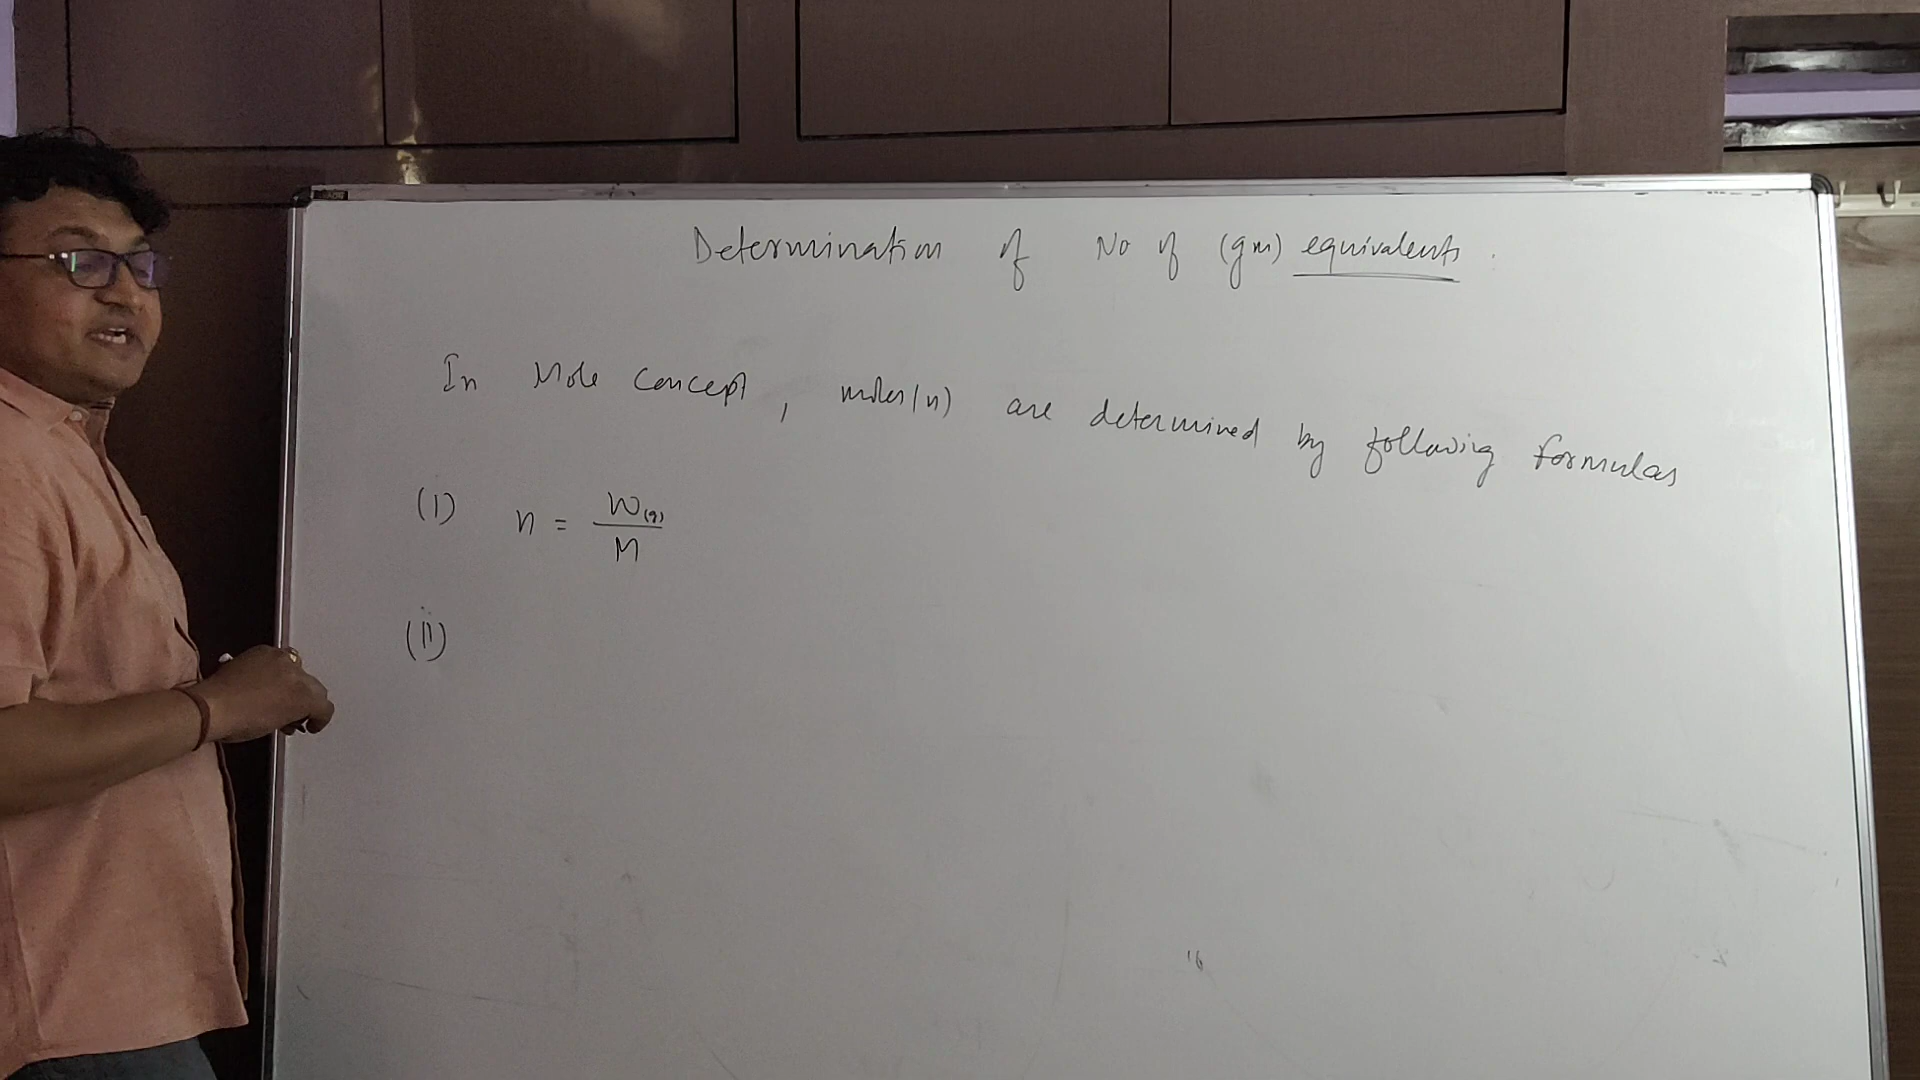 Determination of No of (gm) equivalents.
In Mole Concept, moles(n) are determined by following formulas
(i) n = W(g) / M
(ii)